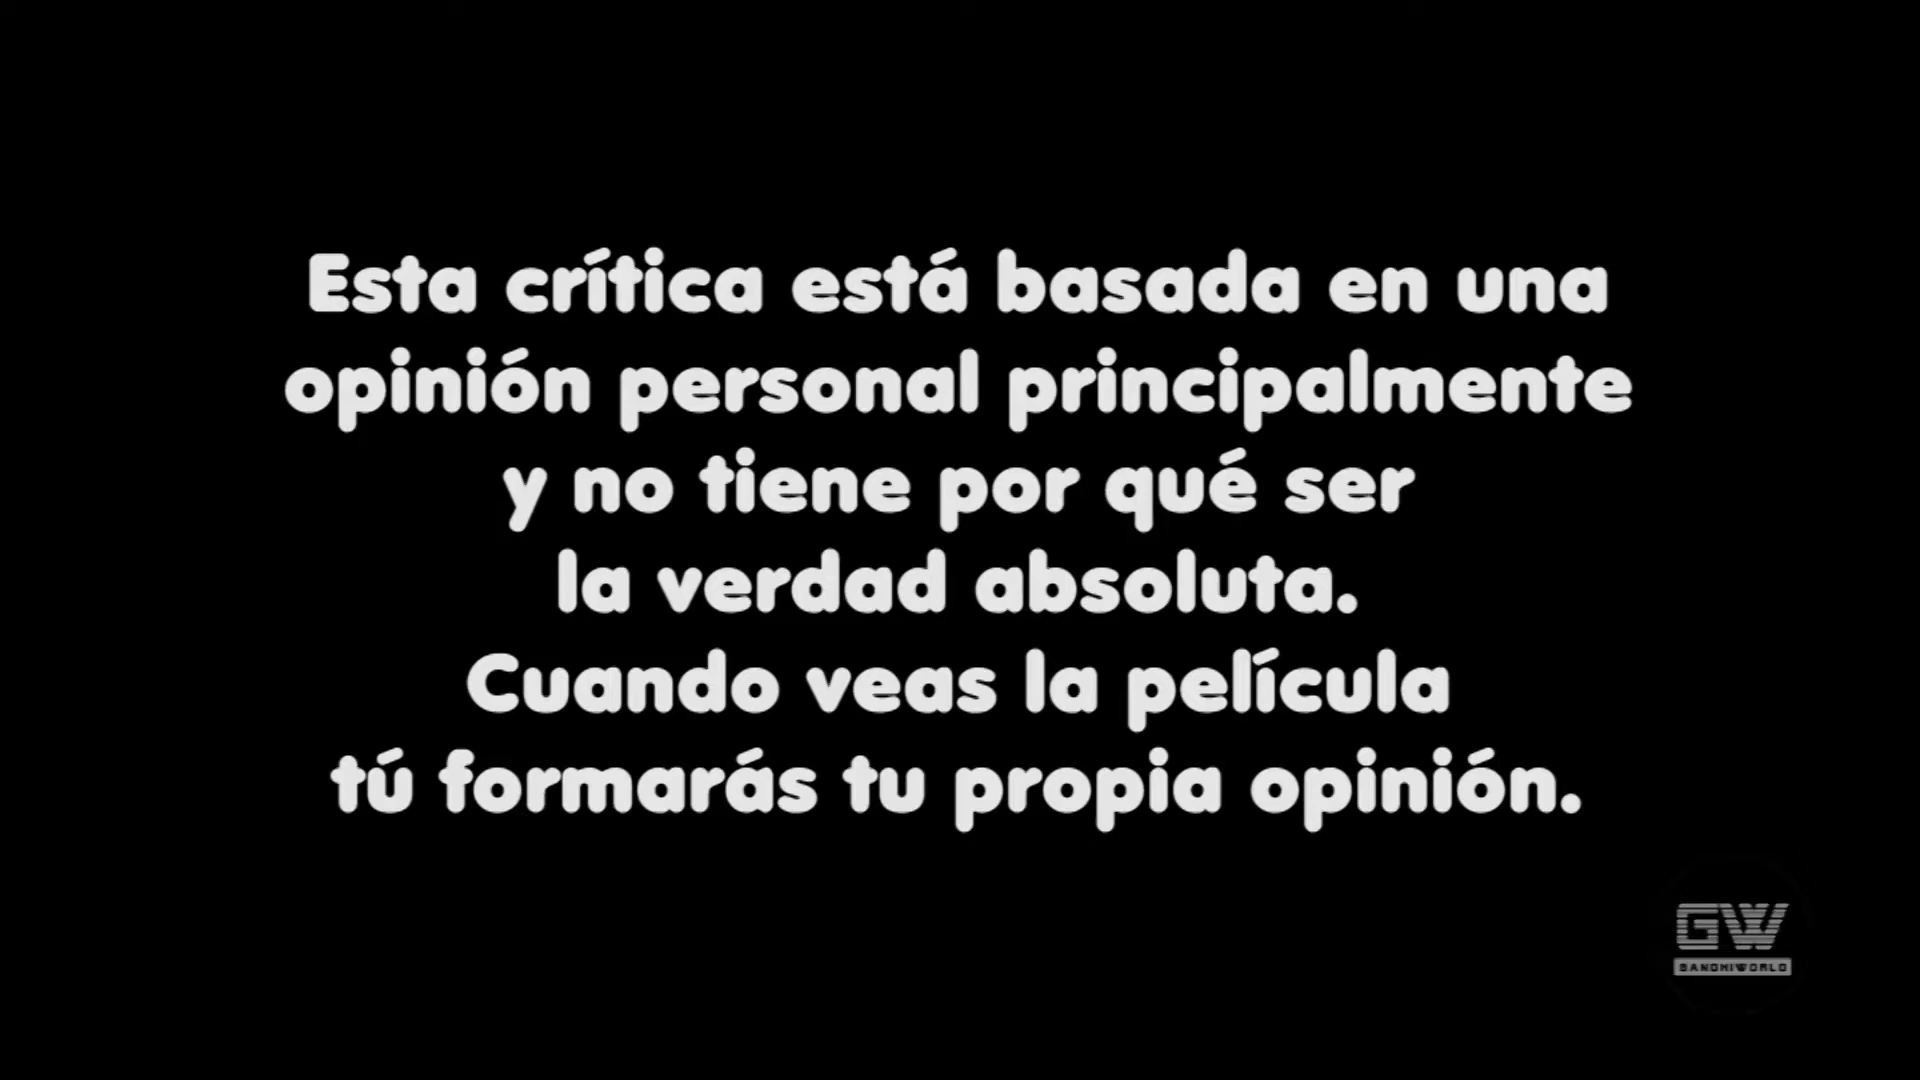 Esta crítica está basada en una
opinión personal principalmente
y no tiene por qué ser
la verdad absoluta.
Cuando veas la película
tú formarás tu propia opinión.
GW
GANDHIWORLD